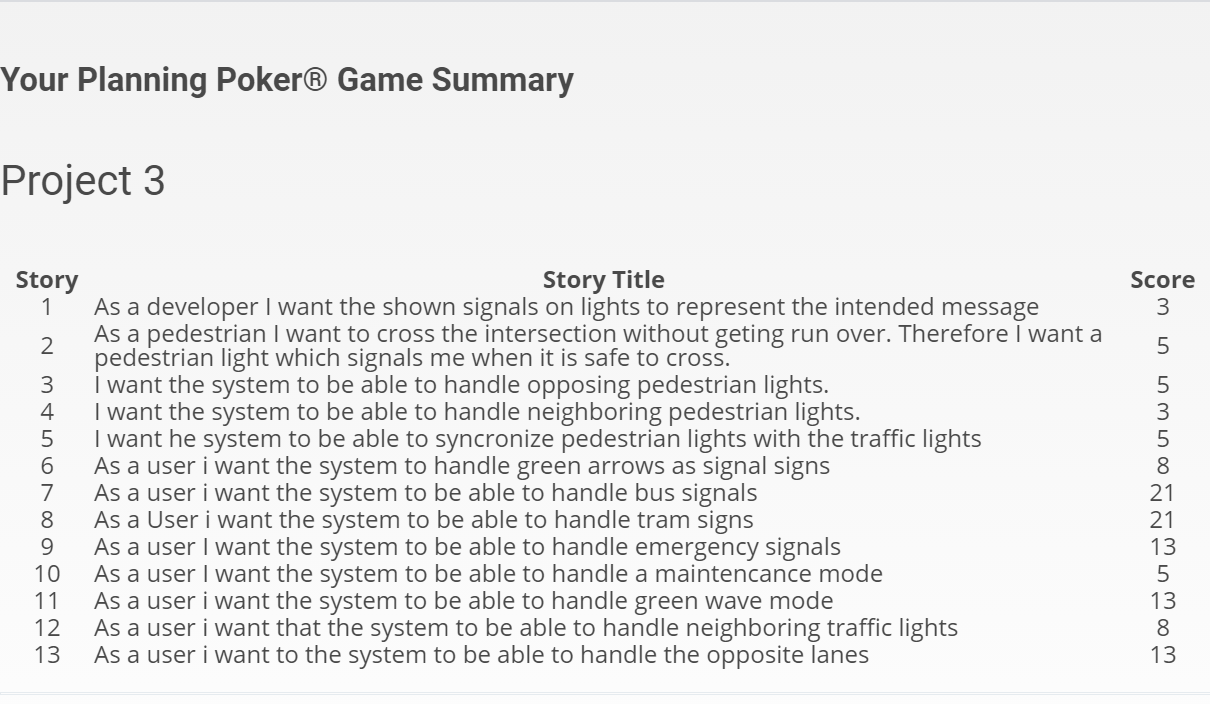 Your Planning Poker® Game Summary
Project 3
Story Story Title Score
1 As a developer I want the shown signals on lights to represent the intended message 3
2 As a pedestrian I want to cross the intersection without geting run over. Therefore I want a
pedestrian light which signals me when it is safe to cross. 5
3 I want the system to be able to handle opposing pedestrian lights. 5
4 I want the system to be able to handle neighboring pedestrian lights. 3
5 I want he system to be able to syncronize pedestrian lights with the traffic lights 5
6 As a user i want the system to handle green arrows as signal signs 8
7 As a user i want the system to be able to handle bus signals 21
8 As a User i want the system to be able to handle tram signs 21
9 As a user I want the system to be able to handle emergency signals 13
10 As a user I want the system to be able to handle a maintencance mode 5
11 As a user i want the system to be able to handle green wave mode 13
12 As a user i want that the system to be able to handle neighboring traffic lights 8
13 As a user i want to the system to be able to handle the opposite lanes 13